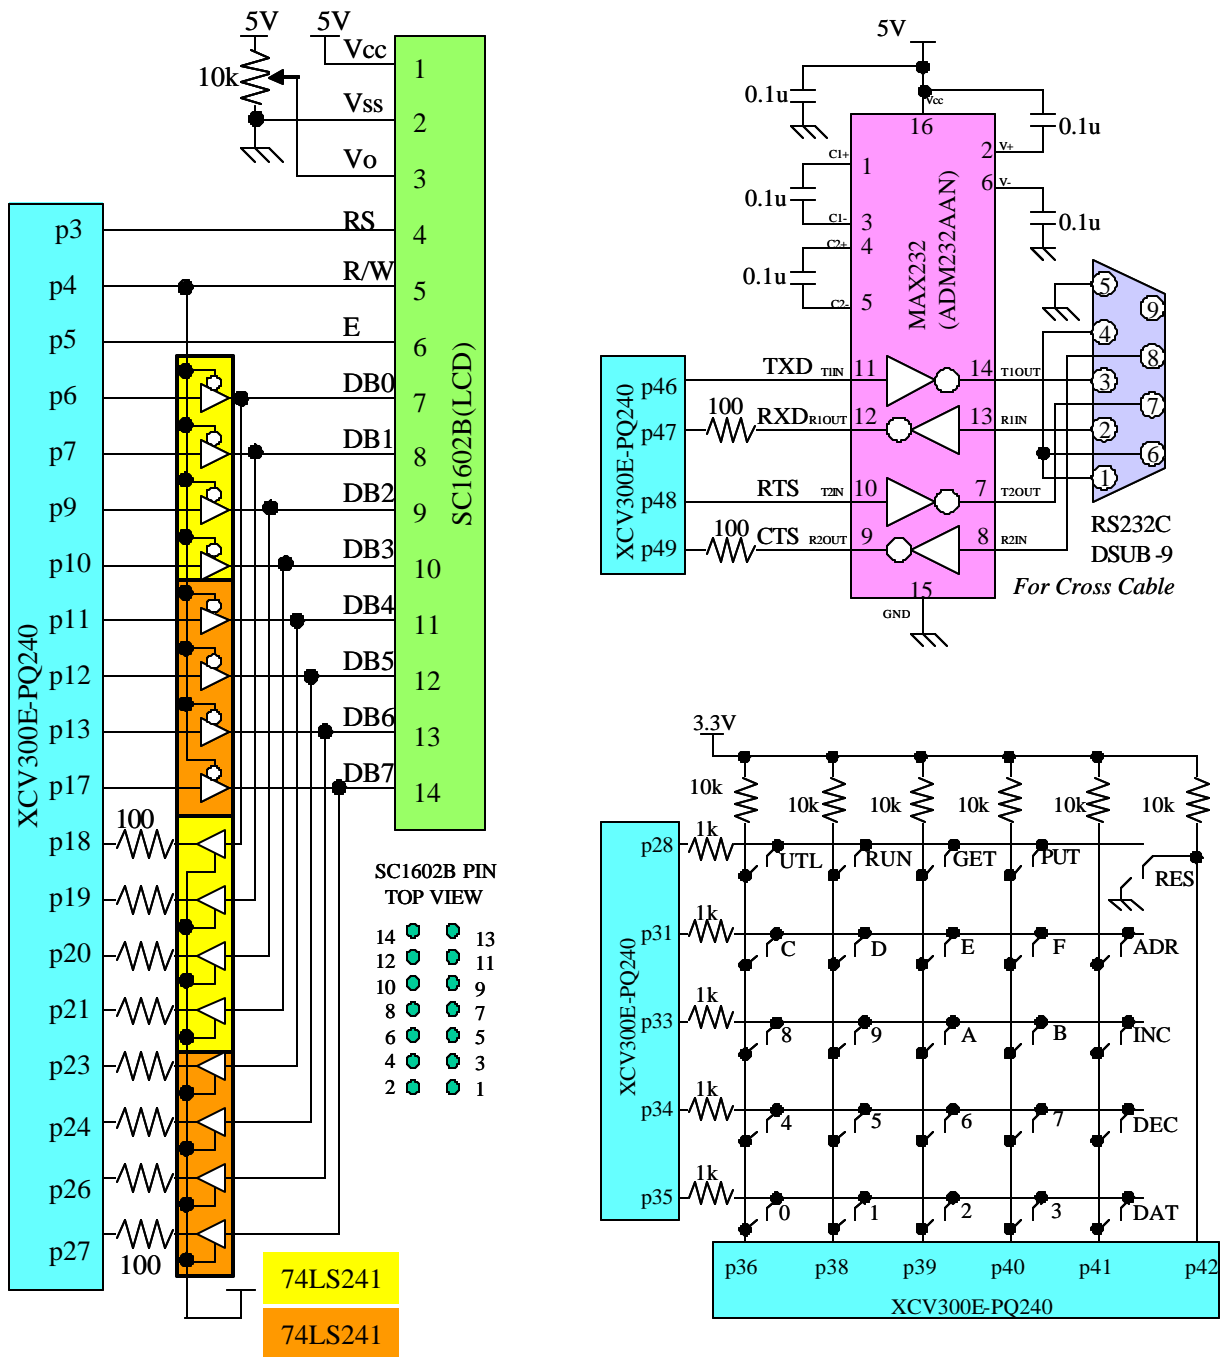 5V
5V
10k
Vcc
1
Vss
2
Vo
3
p3
RS
4
p4
R/W
5
p5
E
6
p6
DB0
7
p7
DB1
8
p9
DB2
9
p10
DB3
10
p11
DB4
11
p12
DB5
12
p13
DB6
13
p17
DB7
14
SC1602B(LCD)
XCV300E-PQ240
100
p18
p19
p20
p21
p23
p24
p26
p27
100
74LS241
74LS241
SC1602B PIN
TOP VIEW
14 13
12 11
10 9
8 7
6 5
4 3
2 1
5V
0.1u
Vcc
16
0.1u
2 V+
6 V-
0.1u
C1+ 1
0.1u
C1- 3
C2+ 4
0.1u
C2- 5
MAX232
(ADM232AAN)
p46
TXD T1IN 11
14 T1OUT
p47
100
RXD R1OUT 12
13 R1IN
p48
RTS T2IN 10
7 T2OUT
p49
100
CTS R2OUT 9
8 R2IN
15
GND
XCV300E-PQ240
5
9
4
8
3
7
2
6
1
RS232C
DSUB-9
For Cross Cable
3.3V
10k 10k 10k 10k 10k 10k
p28 1k UTL RUN GET PUT
RES
p31 1k C D E F ADR
p33 1k 8 9 A B INC
p34 1k 4 5 6 7 DEC
p35 1k 0 1 2 3 DAT
XCV300E-PQ240
p36 p38 p39 p40 p41 p42
XCV300E-PQ240